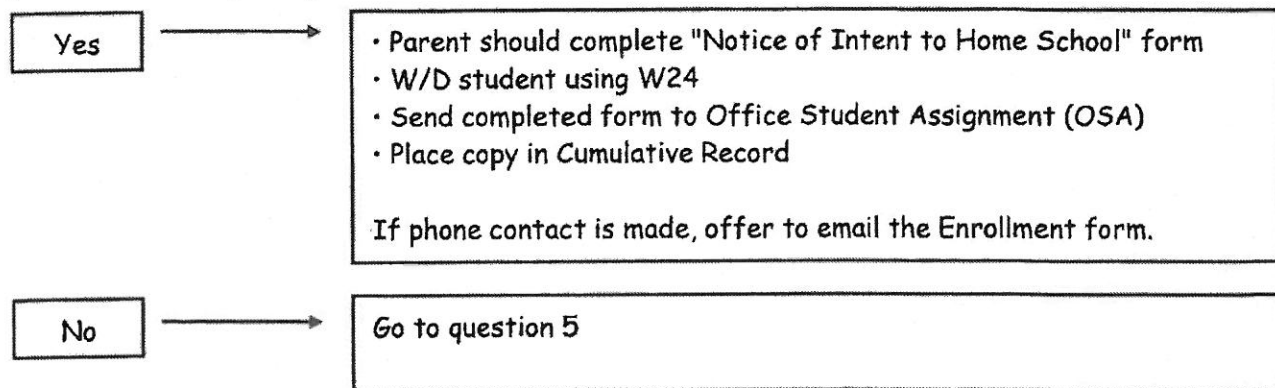 Yes
· Parent should complete "Notice of Intent to Home School" form
· W/D student using W24
· Send completed form to Office Student Assignment (OSA)
· Place copy in Cumulative Record
If phone contact is made, offer to email the Enrollment form.
No
Go to question 5